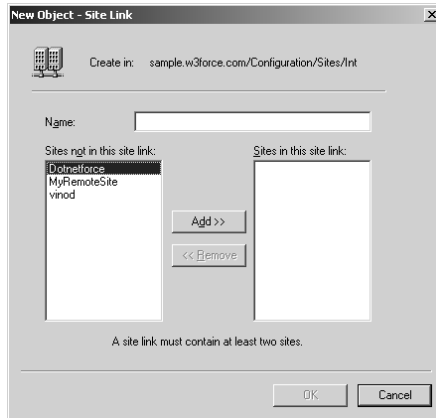 New Object - Site Link
Create in: sample.w3force.com/Configuration/Sites/Int
Name:
Sites not in this site link:
Sites in this site link:
Dotnetforce
MyRemoteSite
vinod
Add >>
<< Remove
A site link must contain at least two sites.
OK
Cancel